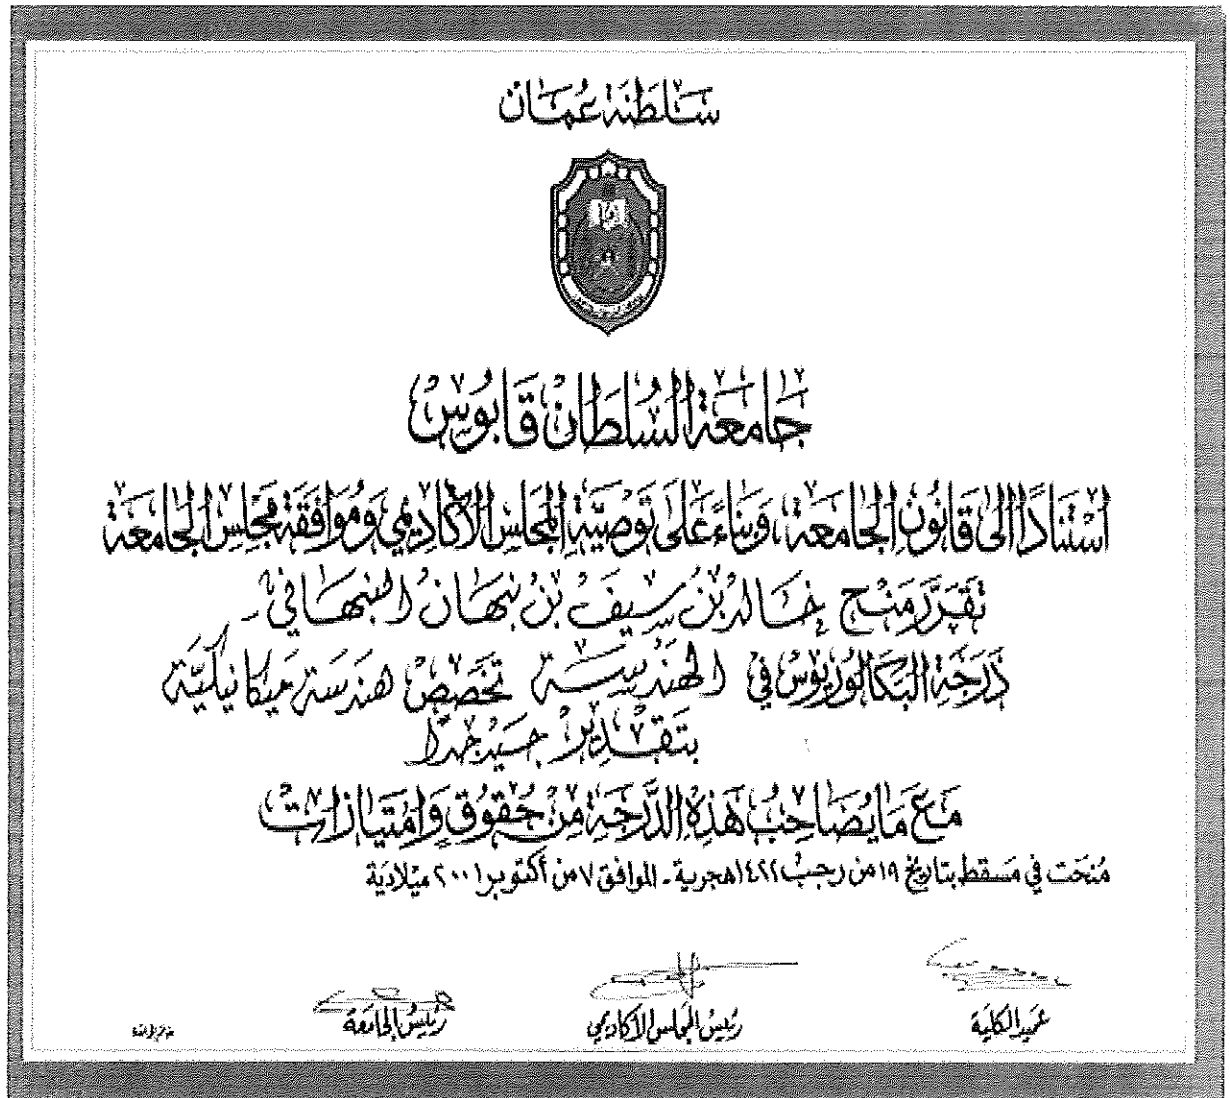 سلطنة عمان
جامعة السلطان قابوس
استنادًا الى قانون الجامعة، وبناء على توصية المجلس الأكاديمي وموافقة مجلس الجامعة
تقرر منح خالد بن سيف بن نبهان النبهاني
درجة البكالوريوس في الهندسة تخصص هندسة ميكانيكية
بتقدير جيد جدًا
مع ما يصاحب هذه الدرجة من حقوق وامتيازات
منحت في مسقط بتاريخ ١٩ من رجب ١٤٢٢ هجرية - الموافق ٧ من أكتوبر ٢٠٠١ ميلادية
عميد الكلية
رئيس المجلس الأكاديمي
رئيس الجامعة